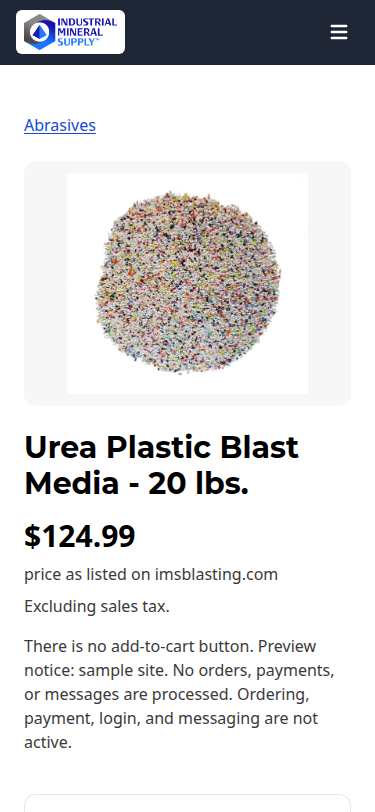 INDUSTRIAL
MINERAL
SUPPLY™
Abrasives
Urea Plastic Blast
Media - 20 lbs.
$124.99
price as listed on imsblasting.com
Excluding sales tax.
There is no add-to-cart button. Preview
notice: sample site. No orders, payments,
or messages are processed. Ordering,
payment, login, and messaging are not
active.